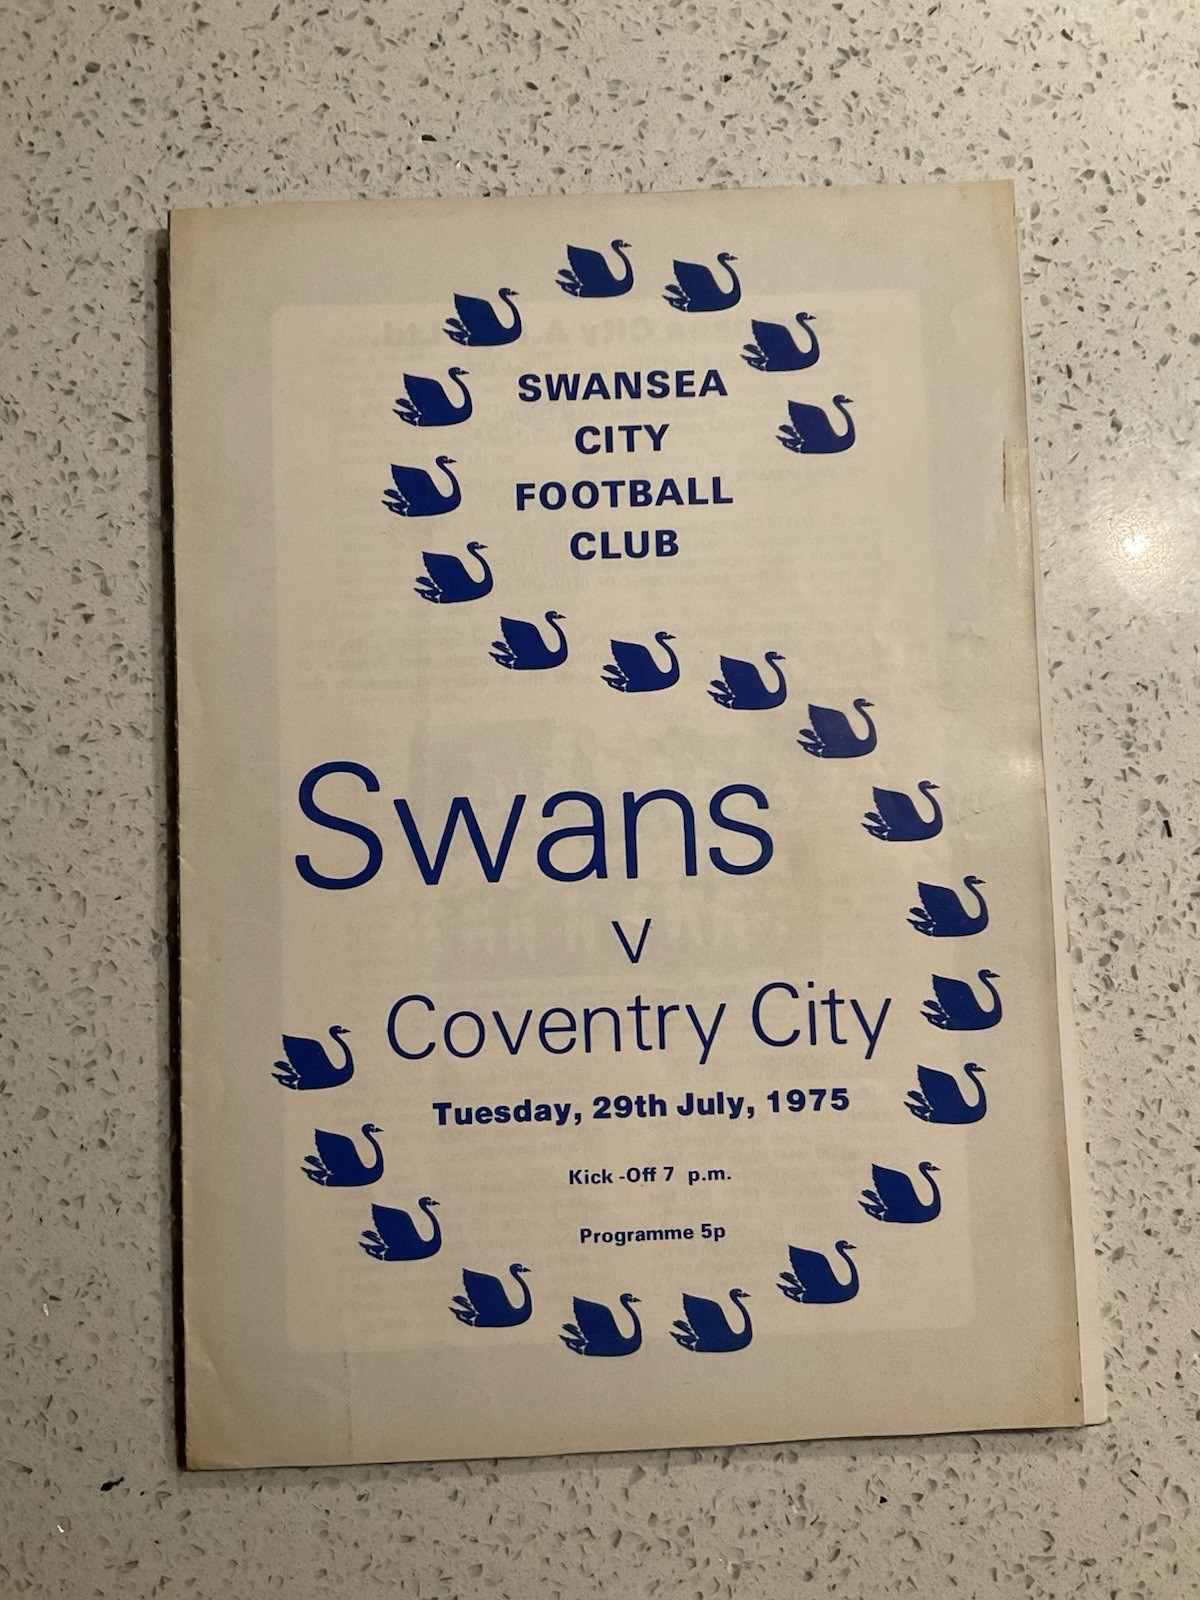 SWANSEA
CITY
FOOTBALL
CLUB
Swans
v
Coventry City
Tuesday, 29th July, 1975
Kick -Off 7 p.m.
Programme 5p